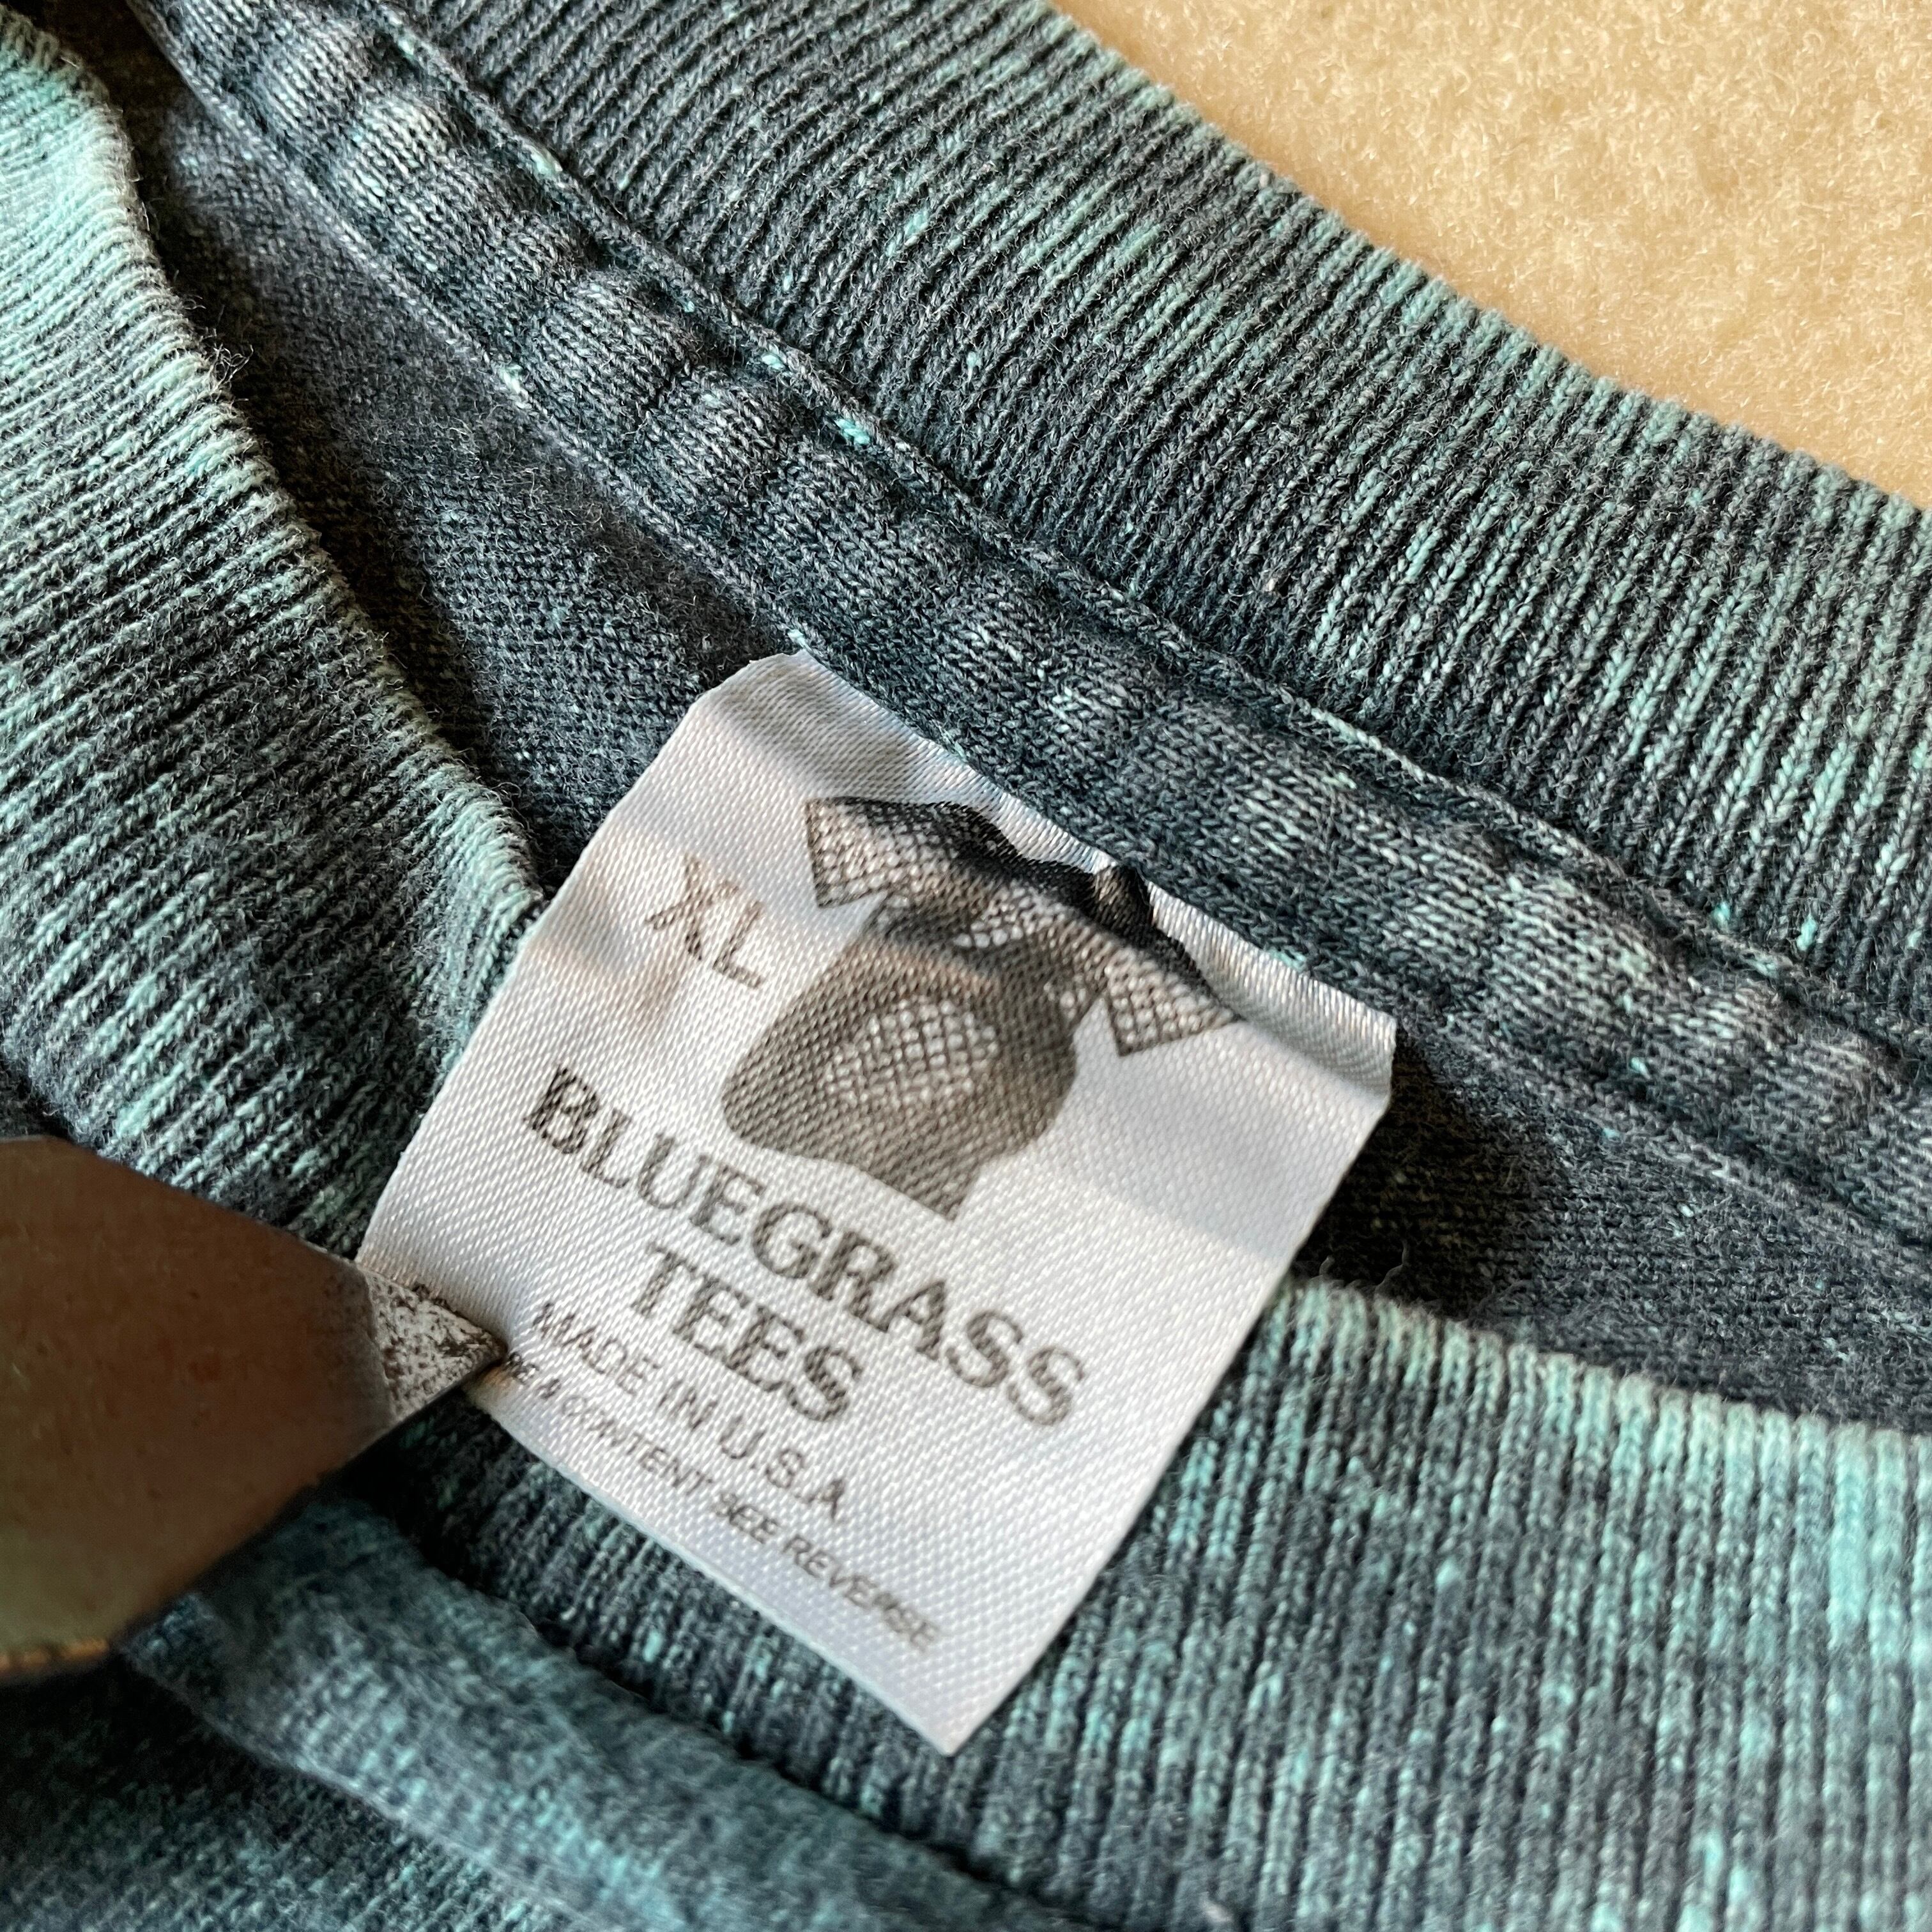 XL
BLUEGRASS
TEES
MADE IN U.S.A
& CONTENT SEE REVERSE